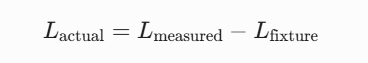 L_actual = L_measured − L_fixture